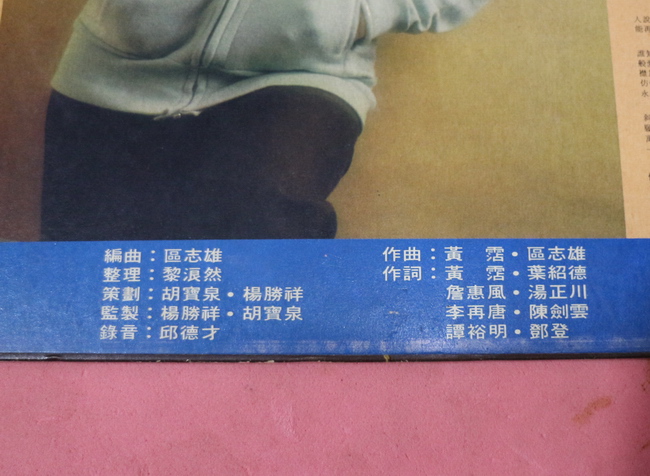 編曲：區志雄
整理：黎淚然
策劃：胡寶泉・楊勝祥
監製：楊勝祥・胡寶泉
錄音：邱德才
作曲：黃霑・區志雄
作詞：黃霑・葉紹德
詹惠風・湯正川
李再唐・陳劍雲
譚裕明・鄧登